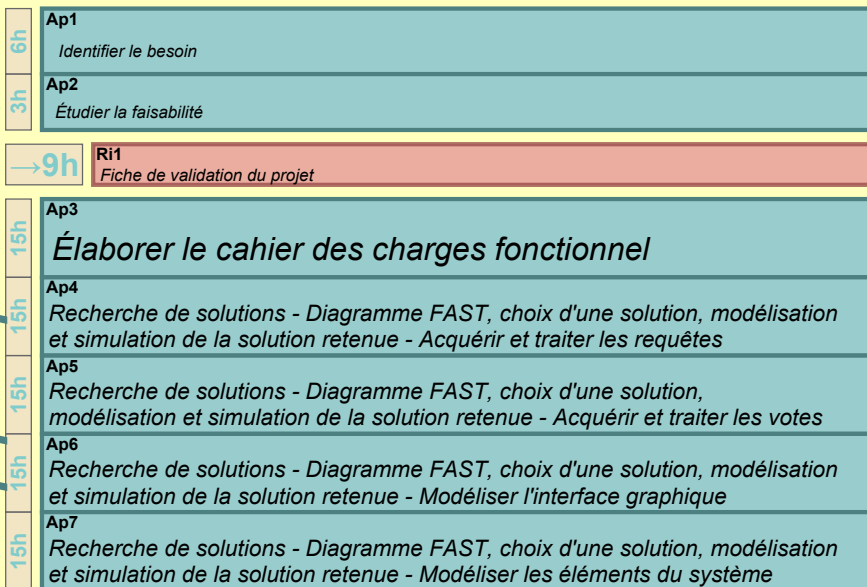 6h
Ap1
Identifier le besoin
3h
Ap2
Étudier la faisabilité
→9h
Ri1
Fiche de validation du projet
15h
Ap3
Élaborer le cahier des charges fonctionnel
15h
Ap4
Recherche de solutions - Diagramme FAST, choix d'une solution, modélisation
et simulation de la solution retenue - Acquérir et traiter les requêtes
15h
Ap5
Recherche de solutions - Diagramme FAST, choix d'une solution,
modélisation et simulation de la solution retenue - Acquérir et traiter les votes
15h
Ap6
Recherche de solutions - Diagramme FAST, choix d'une solution, modélisation
et simulation de la solution retenue - Modéliser l'interface graphique
15h
Ap7
Recherche de solutions - Diagramme FAST, choix d'une solution, modélisation
et simulation de la solution retenue - Modéliser les éléments du système